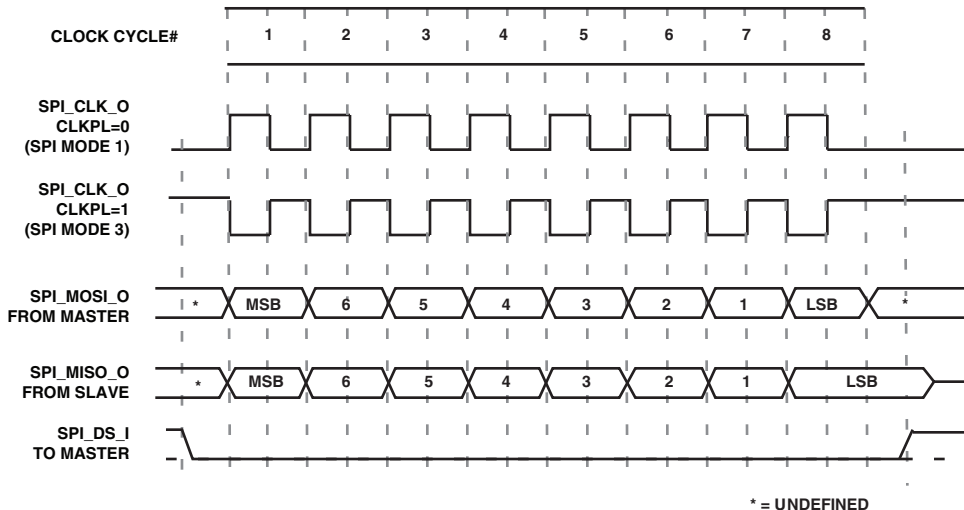 CLOCK CYCLE# 1 2 3 4 5 6 7 8
SPI_CLK_O
CLKPL=0
(SPI MODE 1)
SPI_CLK_O
CLKPL=1
(SPI MODE 3)
SPI_MOSI_O
FROM MASTER
* MSB 6 5 4 3 2 1 LSB *
SPI_MISO_O
FROM SLAVE
* MSB 6 5 4 3 2 1 LSB
SPI_DS_I
TO MASTER
* = UNDEFINED